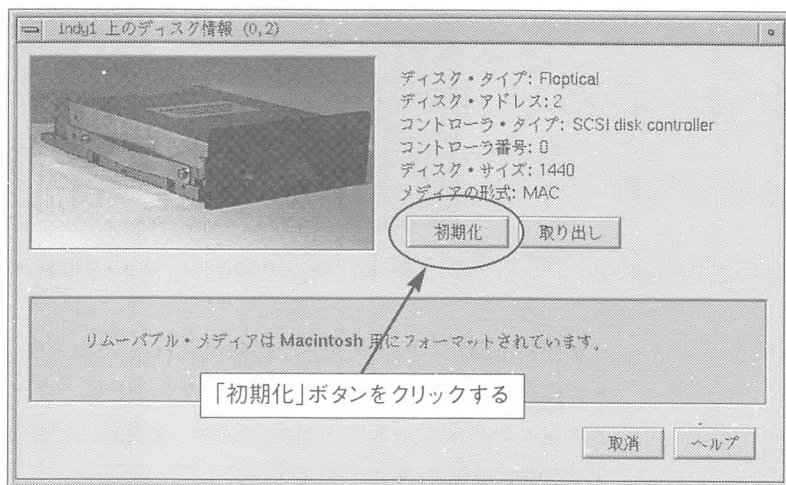 indy1 上のディスク情報 (0,2)
ディスク・タイプ: Floptical
ディスク・アドレス: 2
コントローラ・タイプ: SCSI disk controller
コントローラ番号: 0
ディスク・サイズ: 1440
メディアの形式: MAC
初期化
取り出し
リムーバブル・メディアは Macintosh 用にフォーマットされています。
「初期化」ボタンをクリックする
取消
ヘルプ